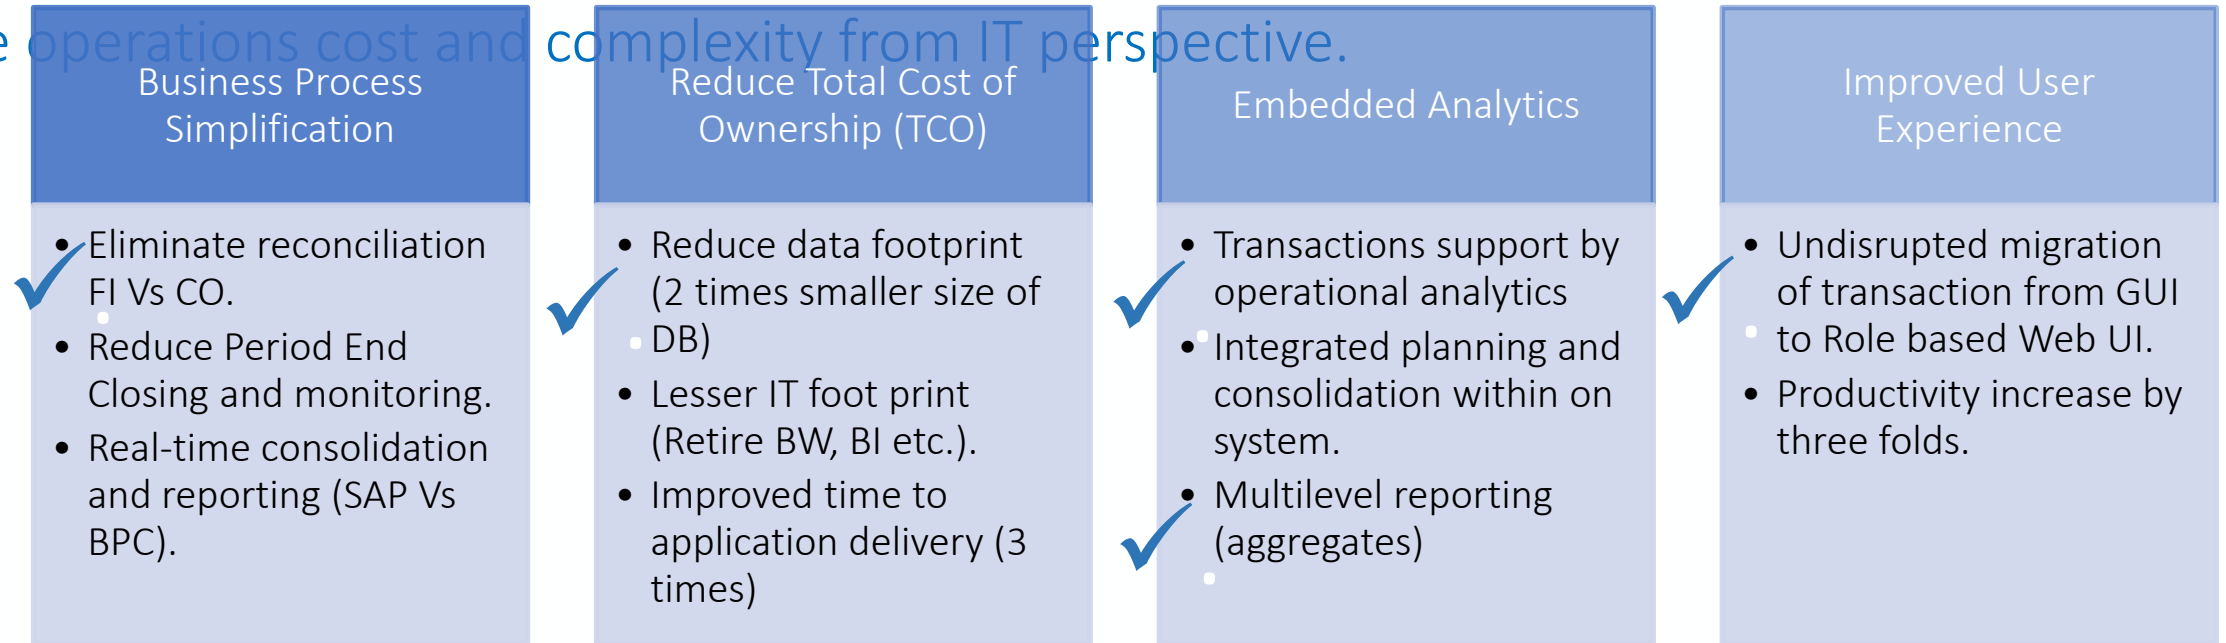 e operations cost and complexity from IT perspective.
Business Process
Simplification
• Eliminate reconciliation
FI Vs CO.
• Reduce Period End
Closing and monitoring.
• Real-time consolidation
and reporting (SAP Vs
BPC).
Reduce Total Cost of
Ownership (TCO)
• Reduce data footprint
(2 times smaller size of
DB)
• Lesser IT foot print
(Retire BW, BI etc.).
• Improved time to
application delivery (3
times)
Embedded Analytics
• Transactions support by
operational analytics
• Integrated planning and
consolidation within on
system.
• Multilevel reporting
(aggregates)
Improved User
Experience
• Undisrupted migration
of transaction from GUI
to Role based Web UI.
• Productivity increase by
three folds.